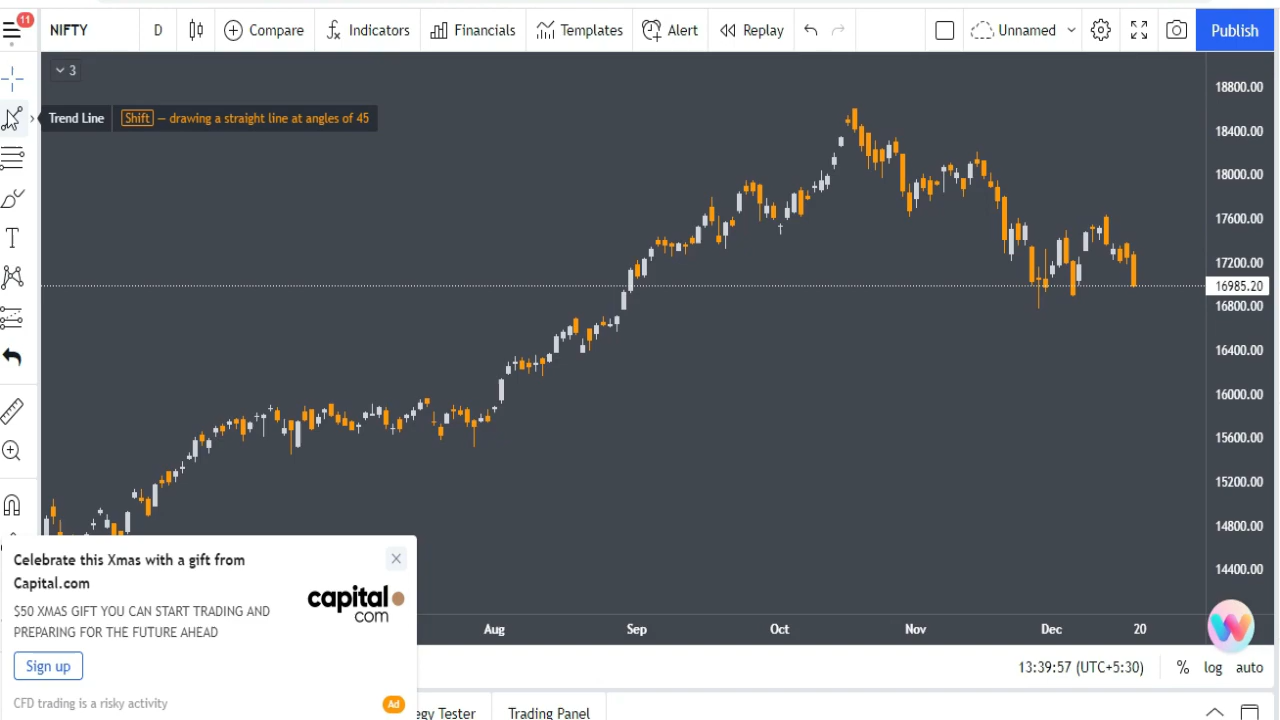 11
NIFTY
D
Compare
Indicators
Financials
Templates
Alert
Replay
Unnamed
Publish
3
Trend Line
Shift — drawing a straight line at angles of 45
T
18800.00
18400.00
18000.00
17600.00
17200.00
16985.20
16800.00
16400.00
16000.00
15600.00
15200.00
14800.00
14400.00
Celebrate this Xmas with a gift from
Capital.com
$50 XMAS GIFT YOU CAN START TRADING AND
PREPARING FOR THE FUTURE AHEAD
capital
com
Sign up
CFD trading is a risky activity
Ad
Aug
Sep
Oct
Nov
Dec
20
13:39:57 (UTC+5:30)
%
log
auto
egy Tester
Trading Panel